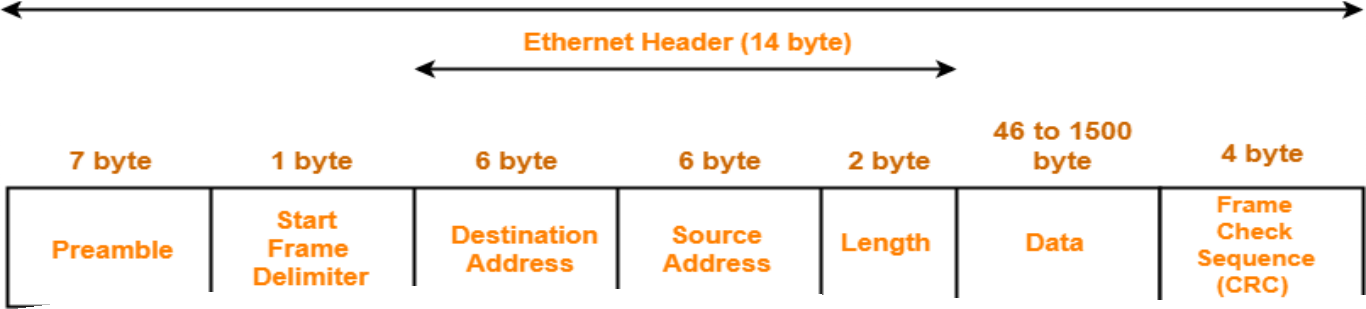 Ethernet Header (14 byte)
7 byte
1 byte
6 byte
6 byte
2 byte
46 to 1500
byte
4 byte
Preamble
Start
Frame
Delimiter
Destination
Address
Source
Address
Length
Data
Frame
Check
Sequence
(CRC)